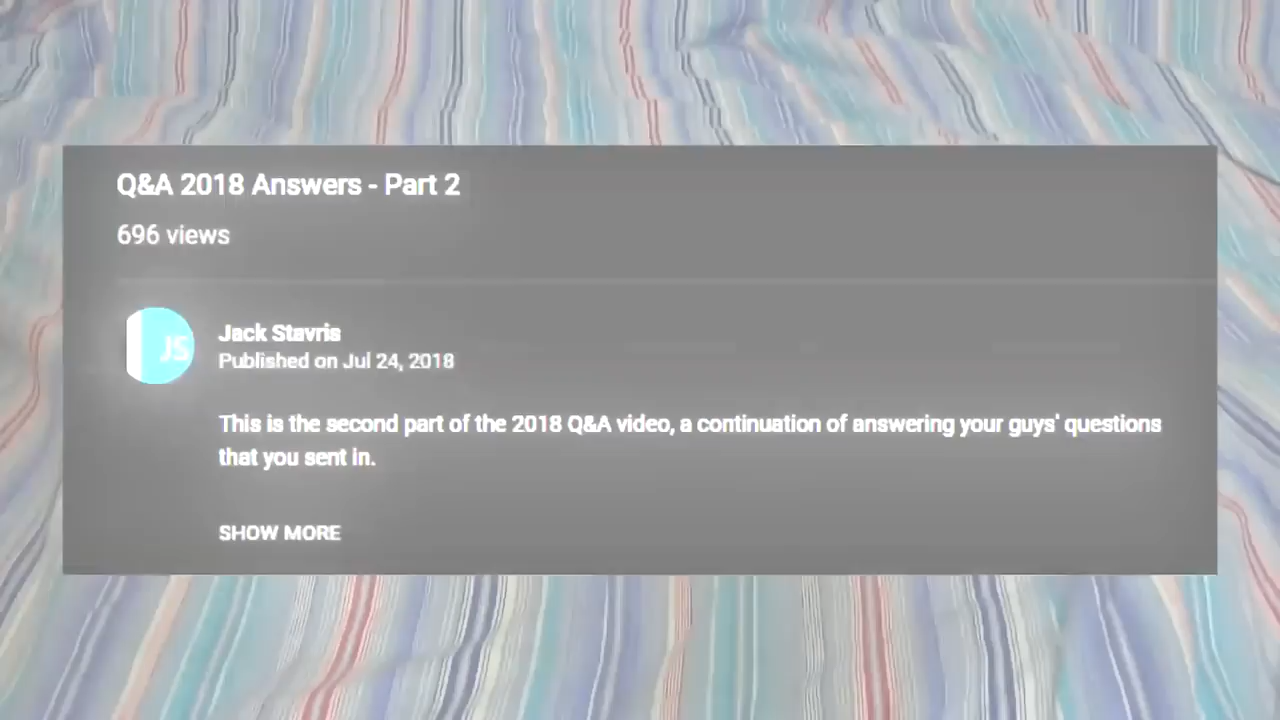 Q&A 2018 Answers - Part 2
696 views
JS
Jack Stavris
Published on Jul 24, 2018
This is the second part of the 2018 Q&A video, a continuation of answering your guys' questions
that you sent in.
SHOW MORE